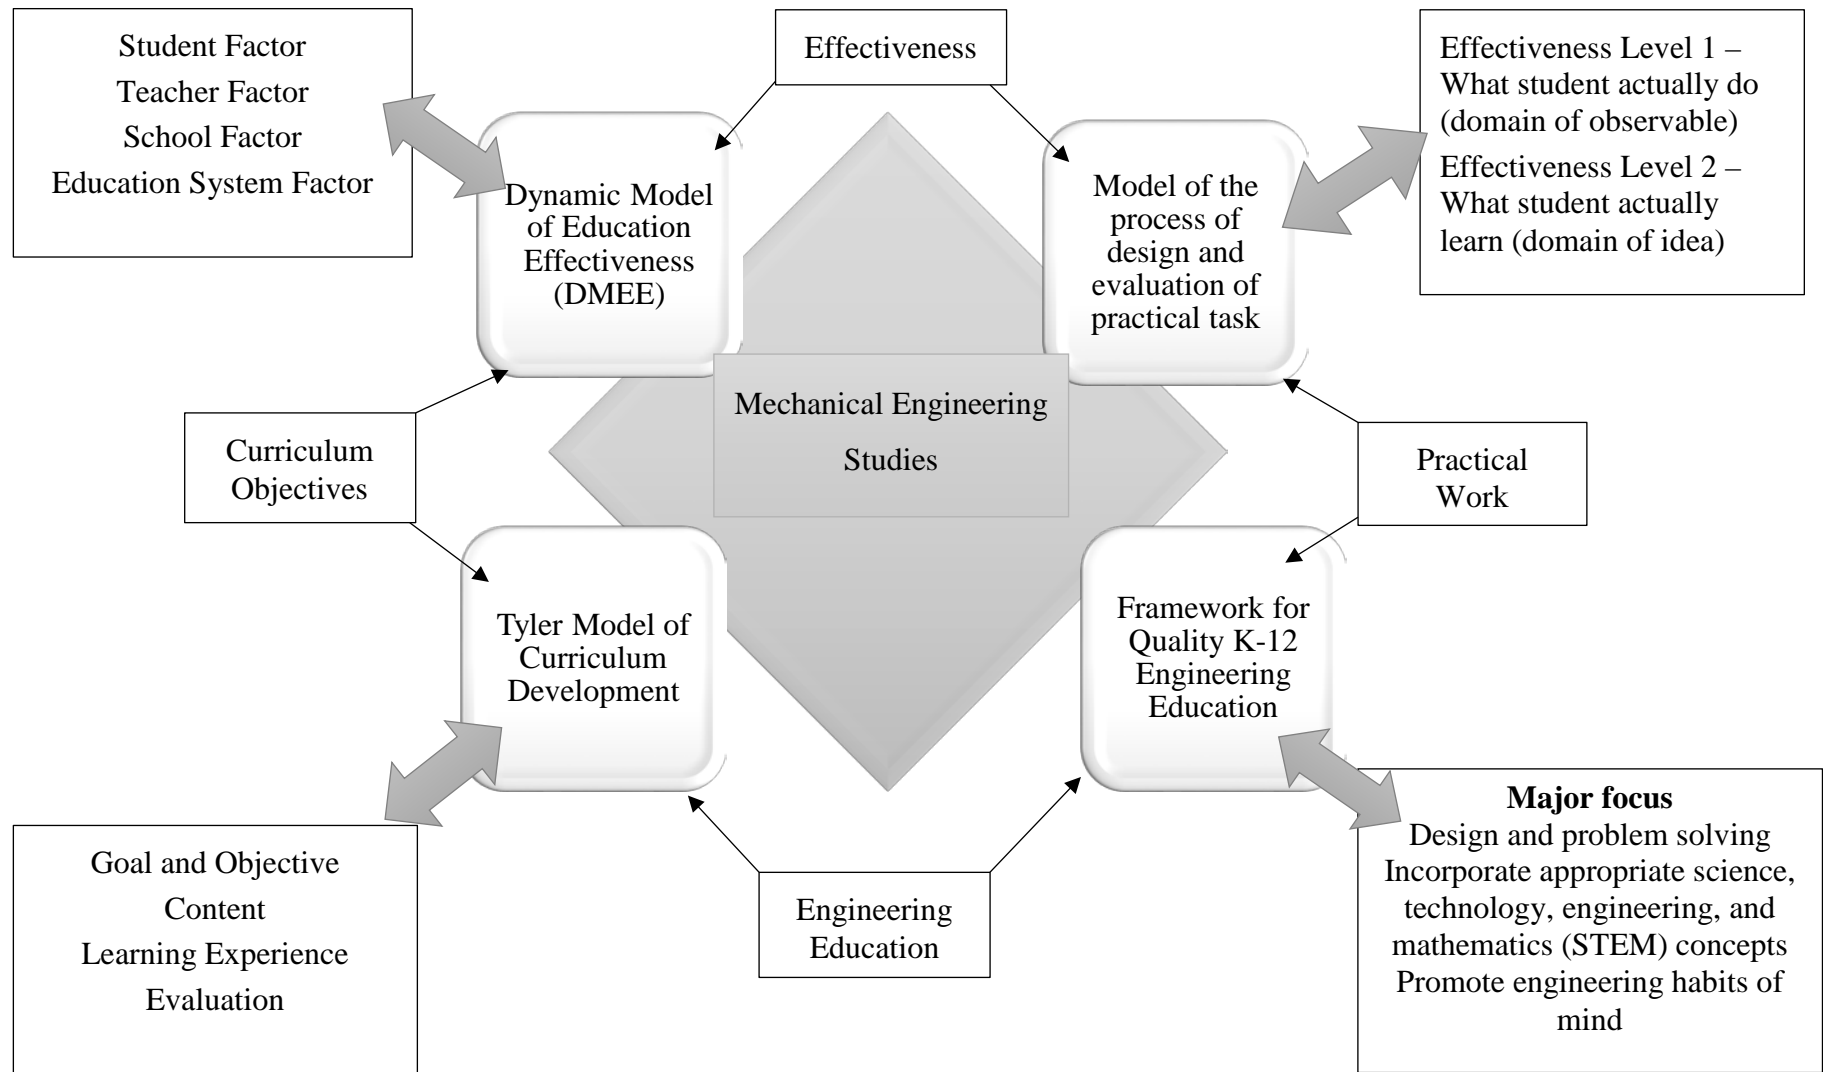 Student Factor
Teacher Factor
School Factor
Education System Factor
Effectiveness
Effectiveness Level 1 –
What student actually do
(domain of observable)
Effectiveness Level 2 –
What student actually
learn (domain of idea)
Dynamic Model
of Education
Effectiveness
(DMEE)
Model of the
process of
design and
evaluation of
practical task
Mechanical Engineering
Studies
Curriculum
Objectives
Practical
Work
Tyler Model of
Curriculum
Development
Framework for
Quality K-12
Engineering
Education
Goal and Objective
Content
Learning Experience
Evaluation
Engineering
Education
Major focus
Design and problem solving
Incorporate appropriate science,
technology, engineering, and
mathematics (STEM) concepts
Promote engineering habits of
mind